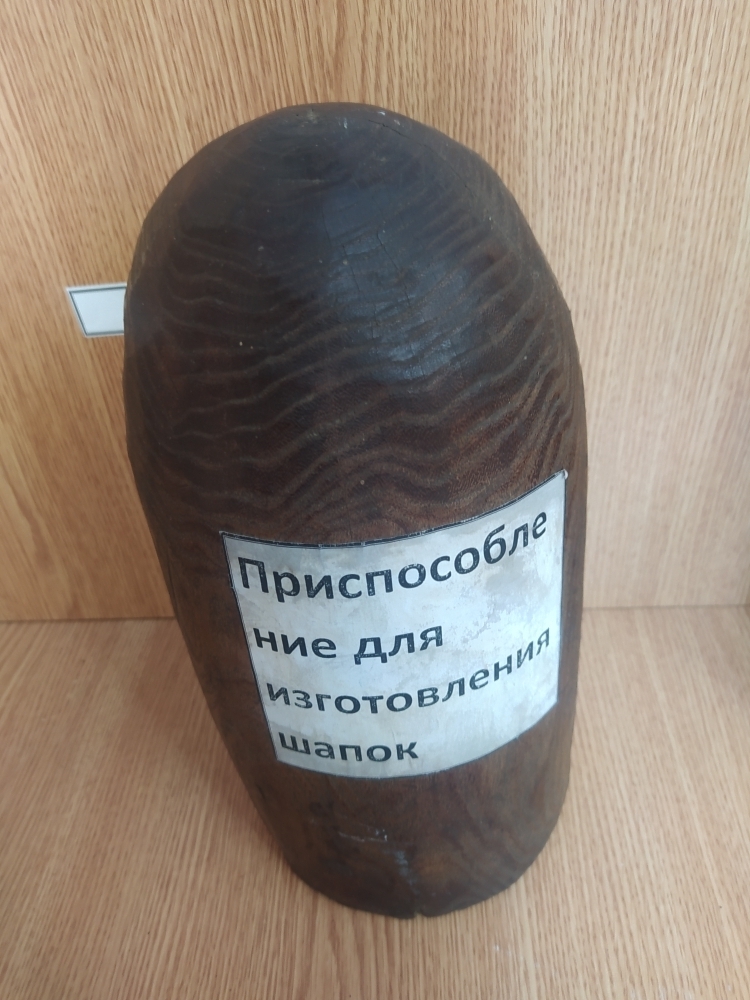 Приспособле
ние для
изготовления
шапок